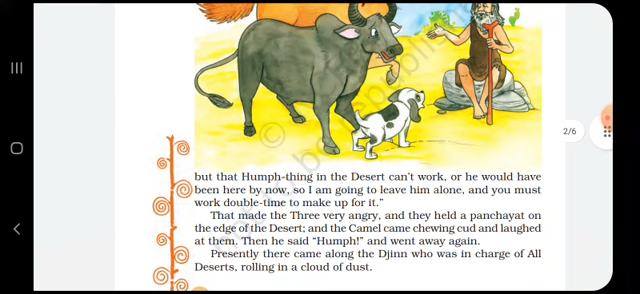 but that Humph-thing in the Desert can't work, or he would have
been here by now, so I am going to leave him alone, and you must
work double-time to make up for it."
That made the Three very angry, and they held a panchayat on
the edge of the Desert; and the Camel came chewing cud and laughed
at them. Then he said "Humph!" and went away again.
Presently there came along the Djinn who was in charge of All
Deserts, rolling in a cloud of dust.
2/6